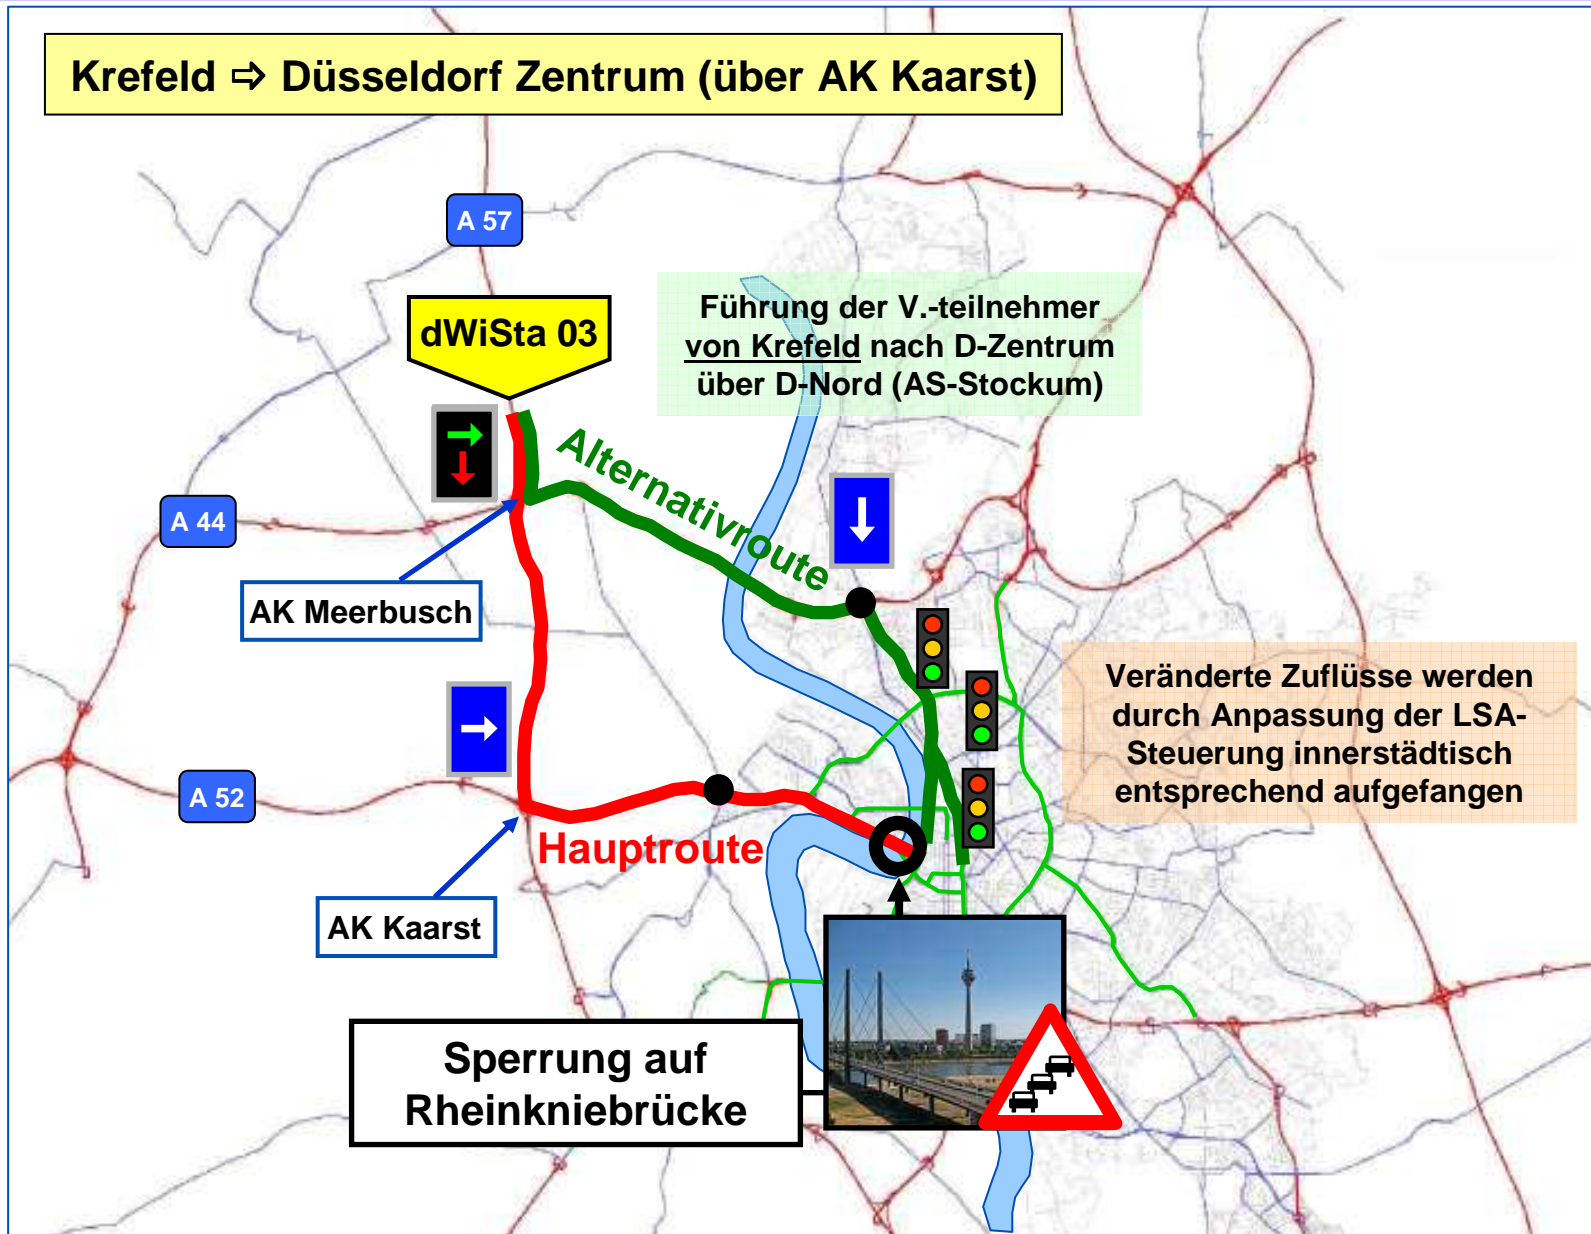 Krefeld ⇨ Düsseldorf Zentrum (über AK Kaarst)
A 57
dWiSta 03
Führung der V.-teilnehmer
von Krefeld nach D-Zentrum
über D-Nord (AS-Stockum)
Alternativroute
A 44
AK Meerbusch
Veränderte Zuflüsse werden
durch Anpassung der LSA-
Steuerung innerstädtisch
entsprechend aufgefangen
A 52
Hauptroute
AK Kaarst
Sperrung auf
Rheinkniebrücke